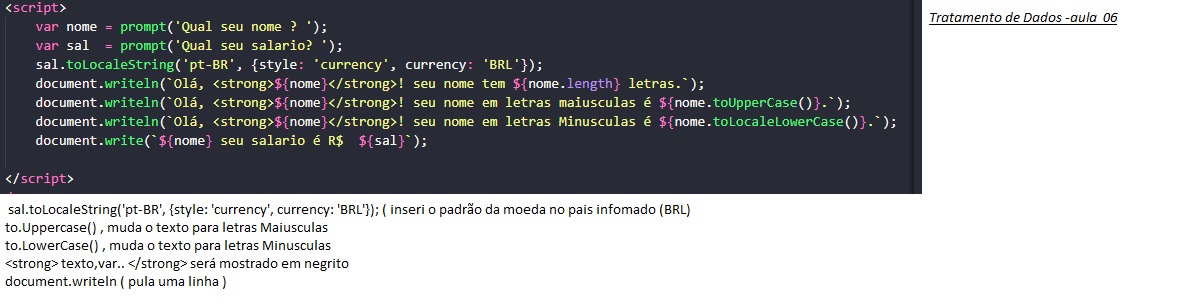 <script>
var nome = prompt('Qual seu nome ? ');
var sal  = prompt('Qual seu salario? ');
sal.toLocaleString('pt-BR', {style: 'currency', currency: 'BRL'});
document.writeln(`Olá, <strong>${nome}</strong>! seu nome tem ${nome.length} letras.`);
document.writeln(`Olá, <strong>${nome}</strong>! seu nome em letras maiusculas é ${nome.toUpperCase()}.`);
document.writeln(`Olá, <strong>${nome}</strong>! seu nome em letras Minusculas é ${nome.toLocaleLowerCase()}.`);
document.write(`${nome} seu salario é R$  ${sal}`);
</script>
Tratamento de Dados -aula  06
sal.toLocaleString('pt-BR', {style: 'currency', currency: 'BRL'}); ( inseri o padrão da moeda no pais infomado (BRL)
to.Uppercase() , muda o texto para letras Maiusculas
to.LowerCase() , muda o texto para letras Minusculas
<strong> texto,var.. </strong> será mostrado em negrito
document.writeln ( pula uma linha )